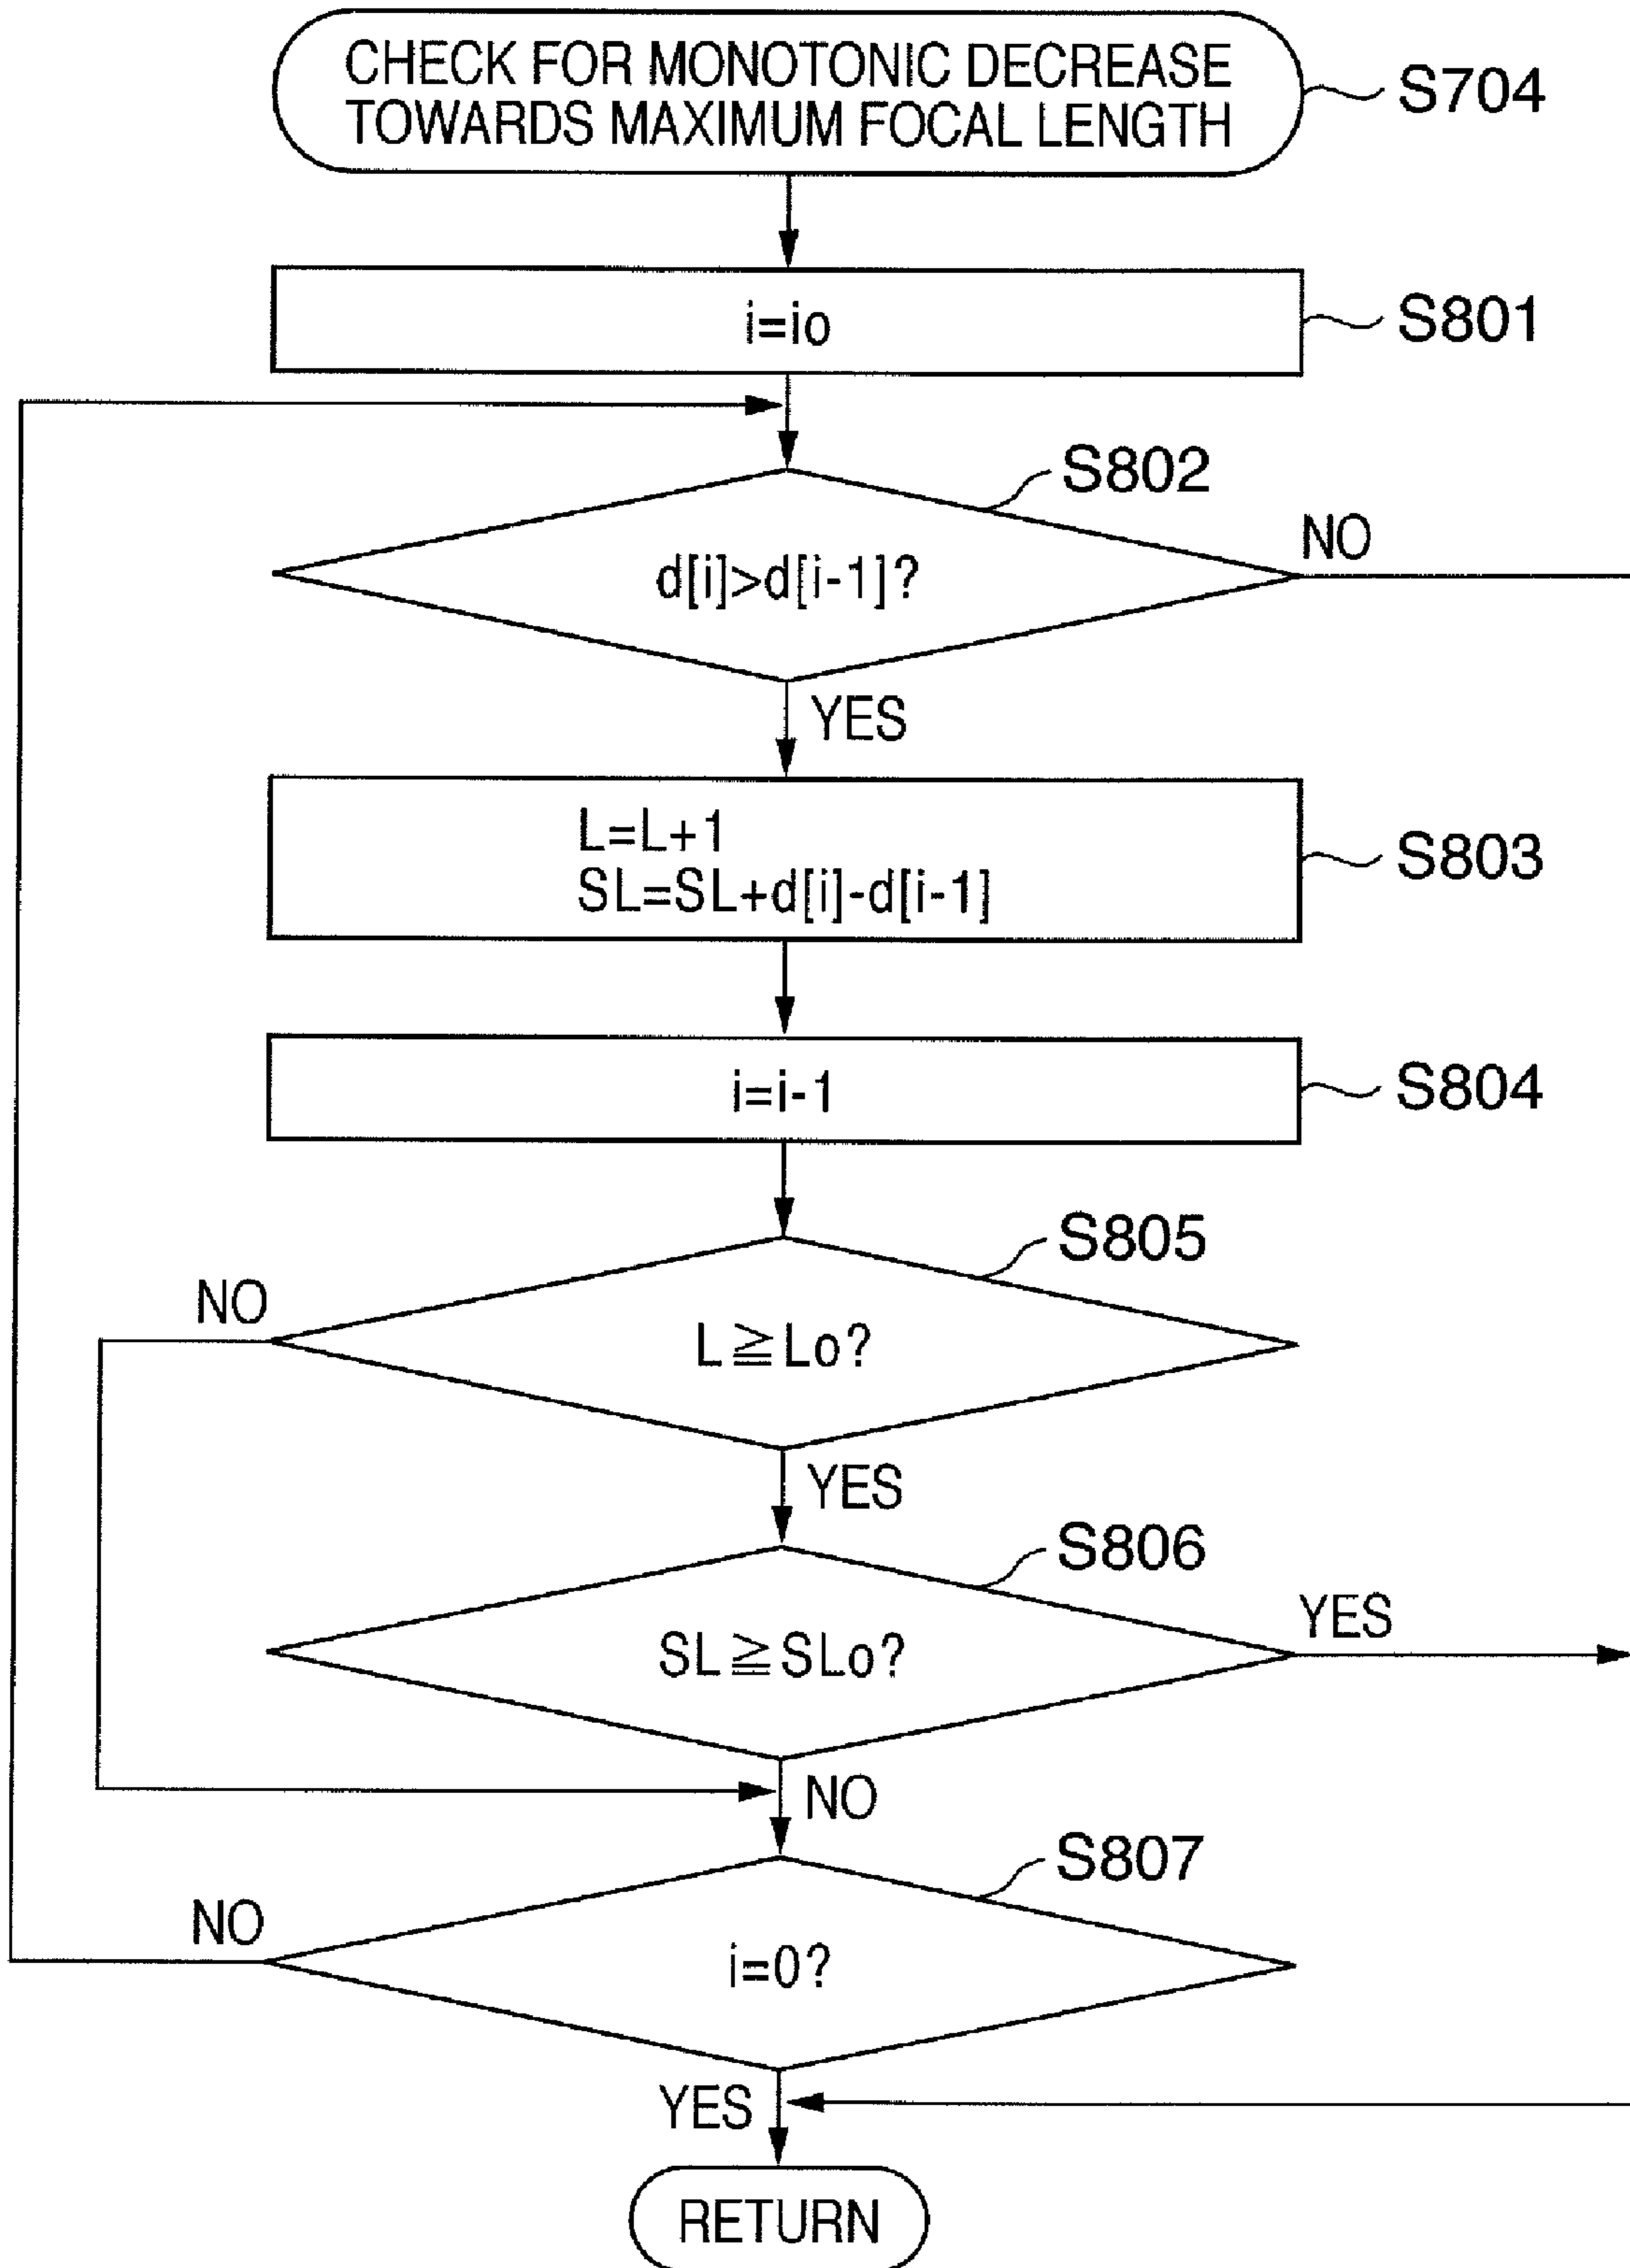 CHECK FOR MONOTONIC DECREASE
TOWARDS MAXIMUM FOCAL LENGTH
S704
i=io
S801
S802
d[i]>d[i-1]?
NO
YES
L=L+1
SL=SL+d[i]-d[i-1]
S803
i=i-1
S804
S805
NO
L≧Lo?
YES
S806
SL≧SLo?
YES
NO
S807
NO
i=0?
YES
RETURN